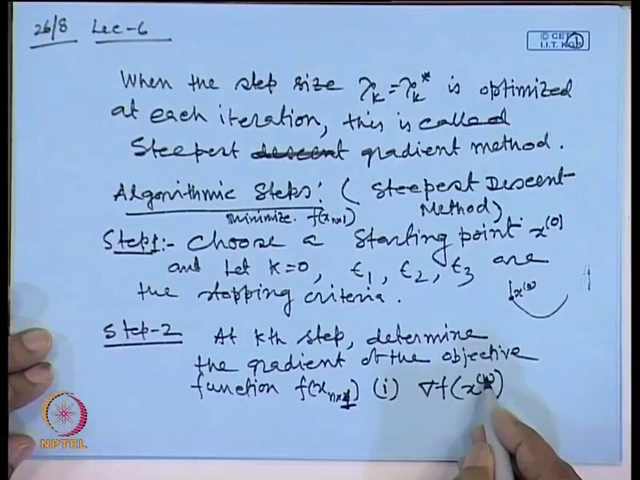 26/8 Lec-6
© CET
I.I.T. KGP
When the step size λk = λk* is optimized
at each iteration, this is called
Steepest descent gradient method.
Algorithmic Steps: (Steepest Descent-
Method)
minimize f(x n×1)
Step1:- Choose a starting point x^(0)
and Let k=0, ε1, ε2, ε3 are
the stopping criteria.
x^(0)
Step-2 At kth step, determine
the gradient of the objective
function f(x n×1) (i) ∇f(x^(k))
NPTEL